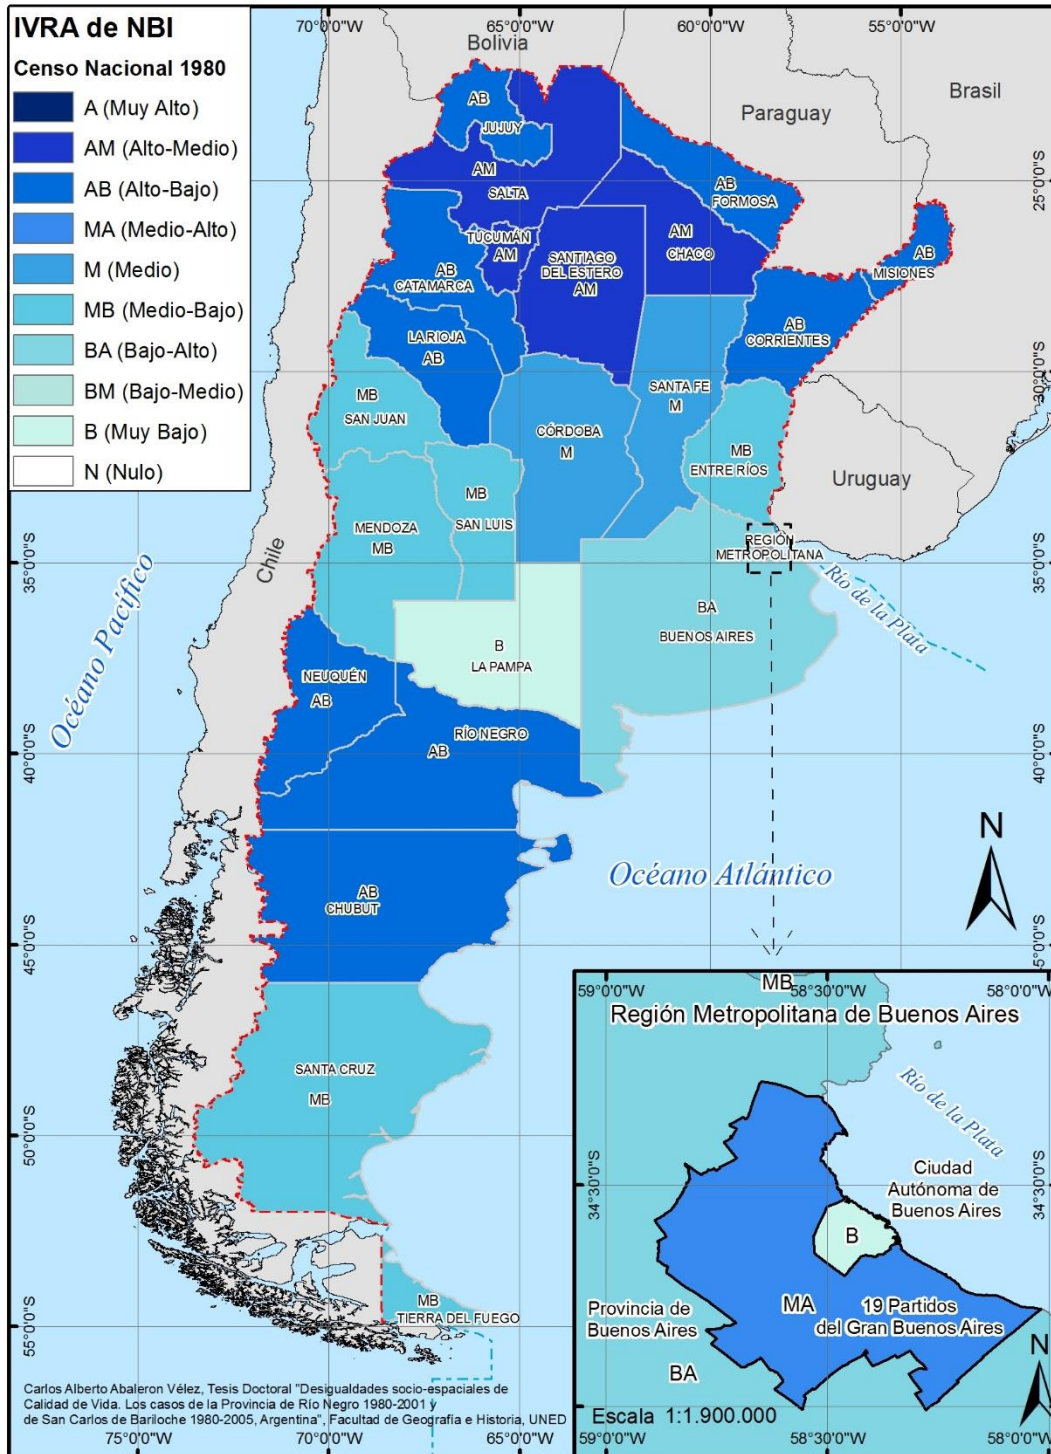 IVRA de NBI
Censo Nacional 1980
A (Muy Alto)
AM (Alto-Medio)
AB (Alto-Bajo)
MA (Medio-Alto)
M (Medio)
MB (Medio-Bajo)
BA (Bajo-Alto)
BM (Bajo-Medio)
B (Muy Bajo)
N (Nulo)
70°0'0"W
65°0'0"W
60°0'0"W
55°0'0"W
Bolivia
Paraguay
Brasil
Uruguay
Chile
25°0'0"S
30°0'0"S
35°0'0"S
40°0'0"S
45°0'0"S
50°0'0"S
55°0'0"S
25°0'0"S
30°0'0"S
35°0'0"S
40°0'0"S
5°0'0"S
AB
JUJUY
AM
SALTA
AB
FORMOSA
AM
CHACO
TUCUMÁN
AM
SANTIAGO
DEL ESTERO
AM
AB
CATAMARCA
AB
MISIONES
AB
CORRIENTES
LA RIOJA
AB
SANTA FE
M
MB
SAN JUAN
CÓRDOBA
M
MB
ENTRE RÍOS
MB
SAN LUIS
MENDOZA
MB
REGIÓN
METROPOLITANA
BA
BUENOS AIRES
B
LA PAMPA
NEUQUÉN
AB
RÍO NEGRO
AB
AB
CHUBUT
SANTA CRUZ
MB
MB
TIERRA DEL FUEGO
Océano Pacífico
Océano Atlántico
Río de la Plata
N
59°0'0"W
58°30'0"W
58°0'0"W
MB
Región Metropolitana de Buenos Aires
Río de la Plata
34°30'0"S
34°30'0"S
Ciudad
Autónoma de
Buenos Aires
B
MA
19 Partidos
del Gran Buenos Aires
Provincia de
Buenos Aires
BA
N
Escala 1:1.900.000
59°0'0"W
58°30'0"W
58°0'0"W
Carlos Alberto Abaleron Vélez, Tesis Doctoral "Desigualdades socio-espaciales de
Calidad de Vida. Los casos de la Provincia de Río Negro 1980-2001 y
de San Carlos de Bariloche 1980-2005, Argentina", Facultad de Geografía e Historia, UNED
75°0'0"W
70°0'0"W
65°0'0"W